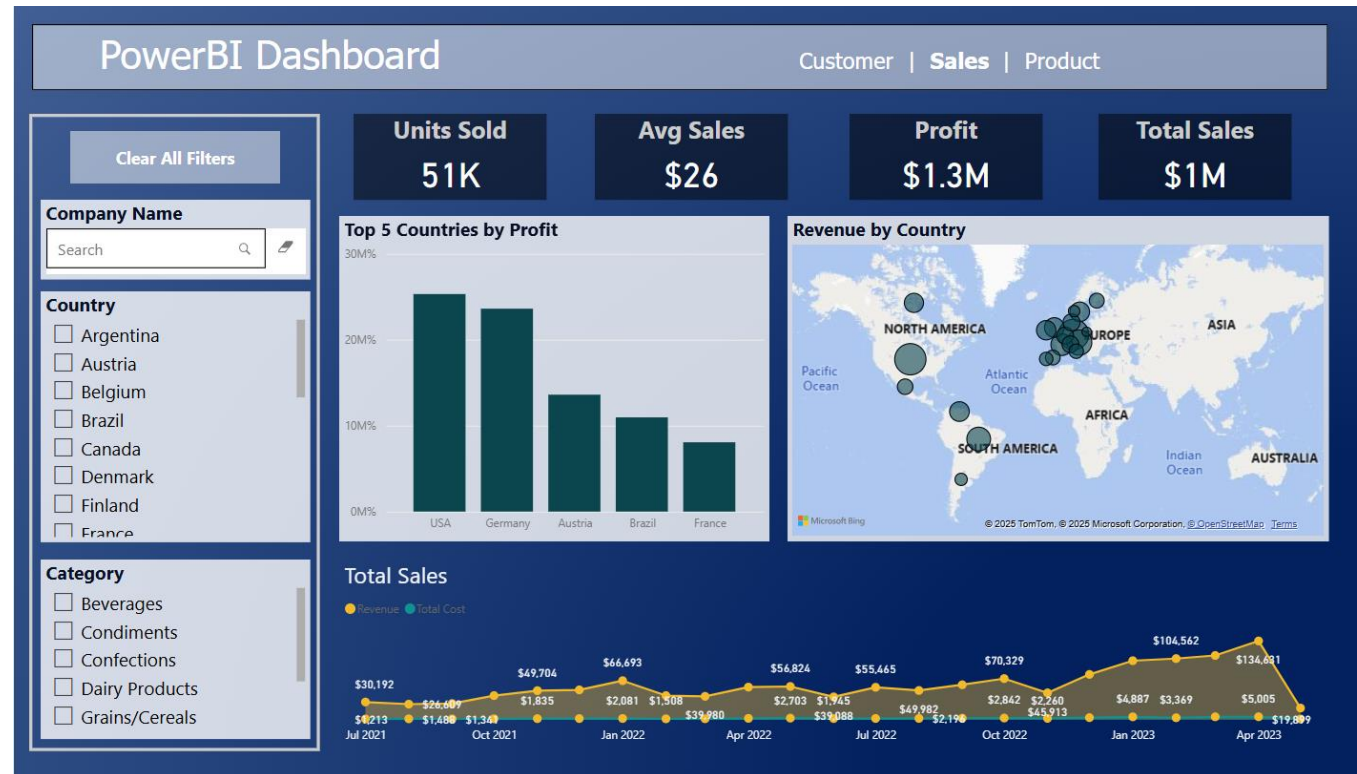 PowerBI Dashboard
Customer | Sales | Product
Clear All Filters
Company Name
Search
Country
Argentina
Austria
Belgium
Brazil
Canada
Denmark
Finland
France
Category
Beverages
Condiments
Confections
Dairy Products
Grains/Cereals
Units Sold
51K
Avg Sales
$26
Profit
$1.3M
Total Sales
$1M
Top 5 Countries by Profit
30M%
20M%
10M%
0M%
USA Germany Austria Brazil France
Revenue by Country
NORTH AMERICA
EUROPE
ASIA
Pacific
Ocean
Atlantic
Ocean
AFRICA
SOUTH AMERICA
Indian
Ocean
AUSTRALIA
Microsoft Bing
© 2025 TomTom, © 2025 Microsoft Corporation, © OpenStreetMap Terms
Total Sales
Revenue Total Cost
$30,192 $26,609 $49,704 $66,693 $39,980 $56,824 $39,088 $55,465 $49,982 $70,329 $45,913 $104,562 $134,631 $19,899
$1,213 $1,488 $1,341 $1,835 $2,081 $1,508 $2,703 $1,945 $2,196 $2,842 $2,260 $4,887 $3,369 $5,005
Jul 2021 Oct 2021 Jan 2022 Apr 2022 Jul 2022 Oct 2022 Jan 2023 Apr 2023